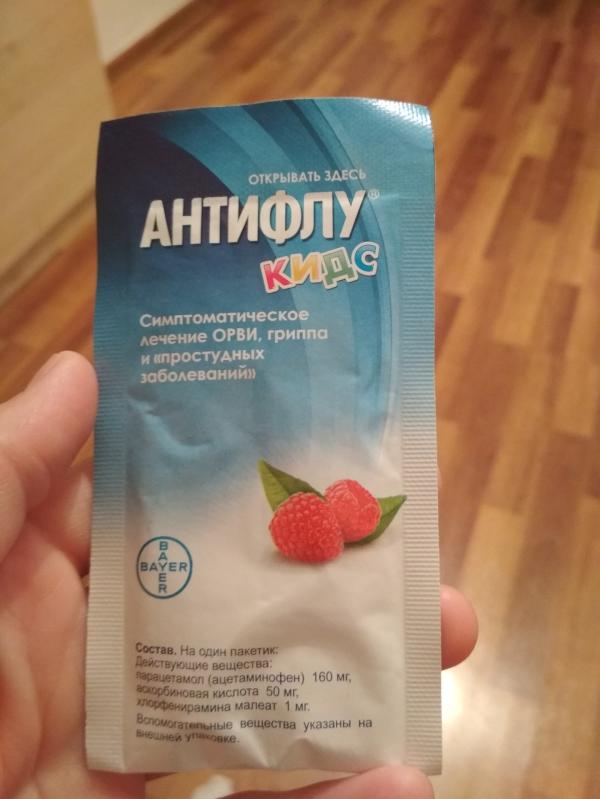 ОТКРЫВАТЬ ЗДЕСЬ
АНТИФЛУ®
КИДС
Симптоматическое
лечение ОРВИ, гриппа
и «простудных
заболеваний»
BAYER
BAYER
Состав. На один пакетик:
Действующие вещества:
парацетамол (ацетаминофен) 160 мг,
аскорбиновая кислота 50 мг,
хлорфенирамина малеат 1 мг.
Вспомогательные вещества указаны на
внешней упаковке.